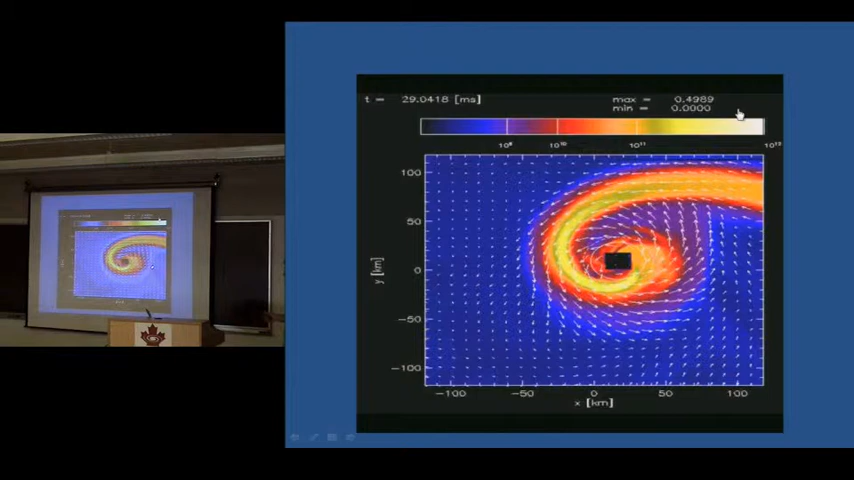 t = 29.0418 [ms]
max = 0.4989
min = 0.0000
10⁹ 10¹⁰ 10¹¹ 10¹²
100
50
0
−50
−100
y [km]
−100 −50 0 50 100
x [km]